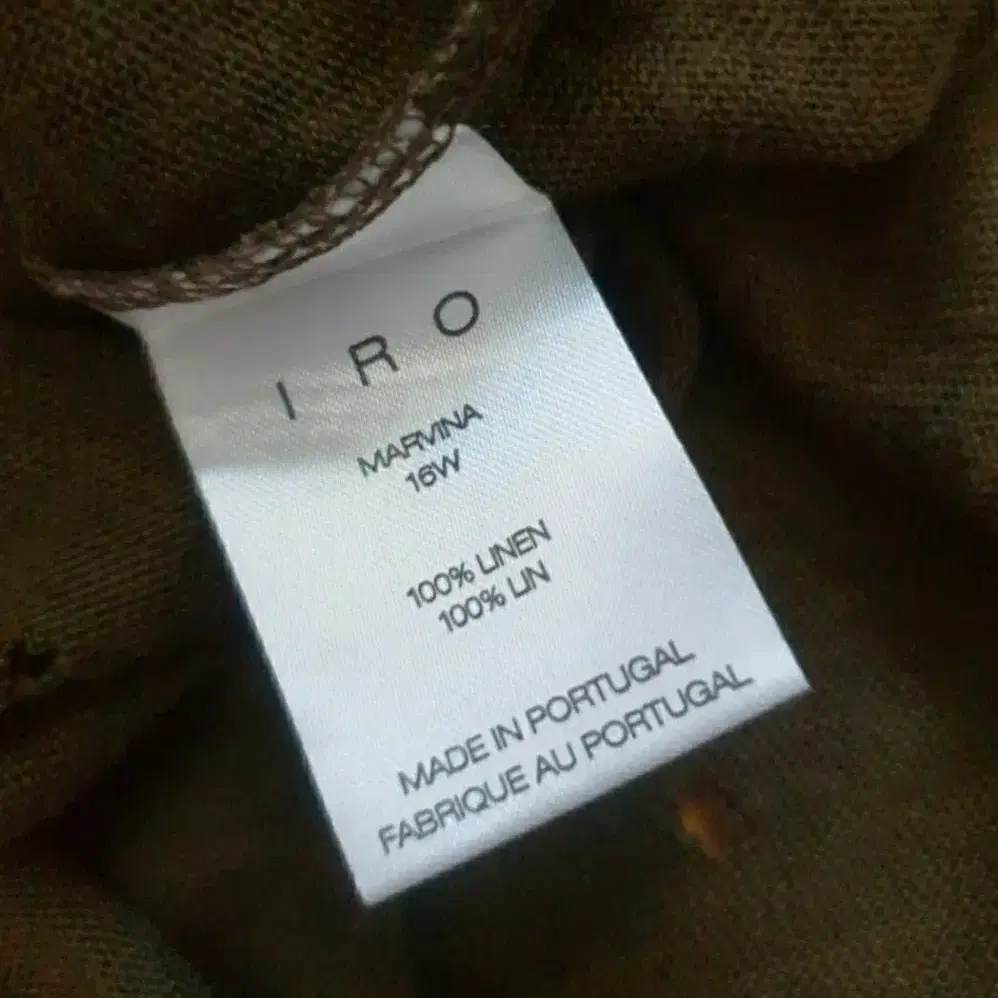 IRO
MARVINA
16W
100% LINEN
100% LIN
MADE IN PORTUGAL
FABRIQUE AU PORTUGAL